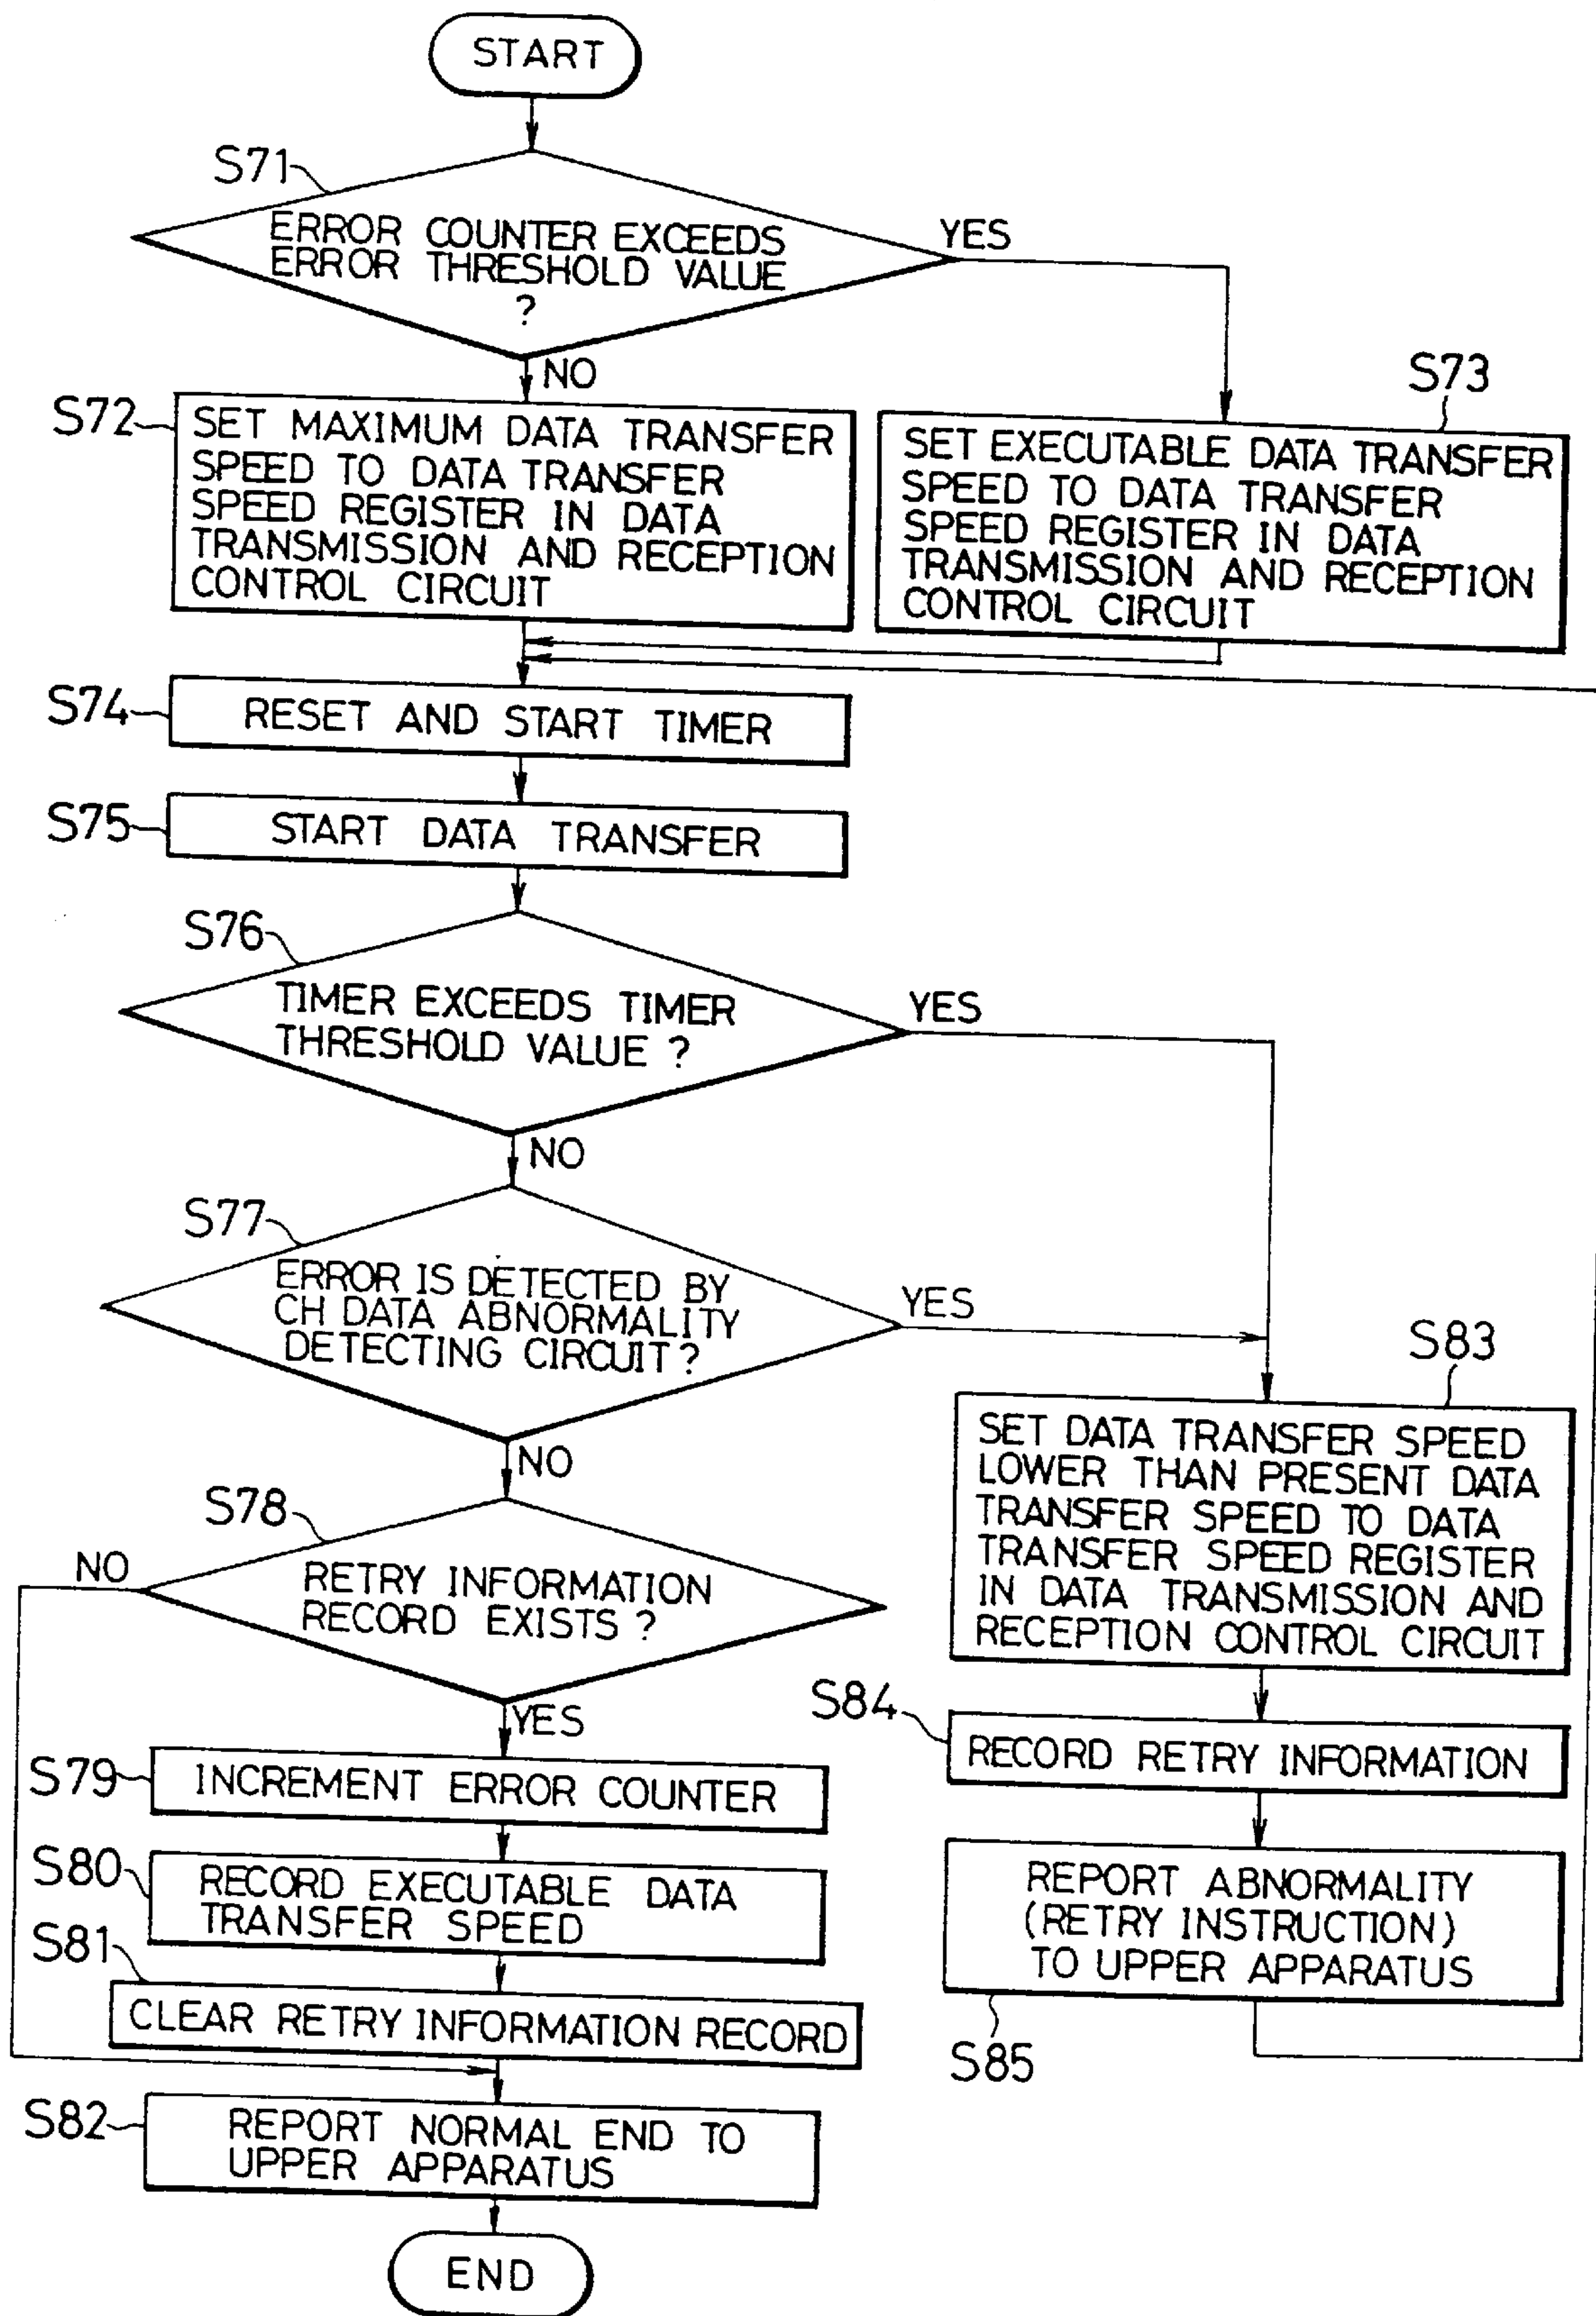 START
S71
ERROR COUNTER EXCEEDS
ERROR THRESHOLD VALUE
?
YES
NO
S72
SET MAXIMUM DATA TRANSFER
SPEED TO DATA TRANSFER
SPEED REGISTER IN DATA
TRANSMISSION AND RECEPTION
CONTROL CIRCUIT
S73
SET EXECUTABLE DATA TRANSFER
SPEED TO DATA TRANSFER
SPEED REGISTER IN DATA
TRANSMISSION AND RECEPTION
CONTROL CIRCUIT
S74
RESET AND START TIMER
S75
START DATA TRANSFER
S76
TIMER EXCEEDS TIMER
THRESHOLD VALUE ?
YES
NO
S77
ERROR IS DETECTED BY
CH DATA ABNORMALITY
DETECTING CIRCUIT ?
YES
NO
S78
RETRY INFORMATION
RECORD EXISTS ?
NO
YES
S79
INCREMENT ERROR COUNTER
S80
RECORD EXECUTABLE DATA
TRANSFER SPEED
S81
CLEAR RETRY INFORMATION RECORD
S82
REPORT NORMAL END TO
UPPER APPARATUS
END
S83
SET DATA TRANSFER SPEED
LOWER THAN PRESENT DATA
TRANSFER SPEED TO DATA
TRANSFER SPEED REGISTER
IN DATA TRANSMISSION AND
RECEPTION CONTROL CIRCUIT
S84
RECORD RETRY INFORMATION
REPORT ABNORMALITY
(RETRY INSTRUCTION)
TO UPPER APPARATUS
S85